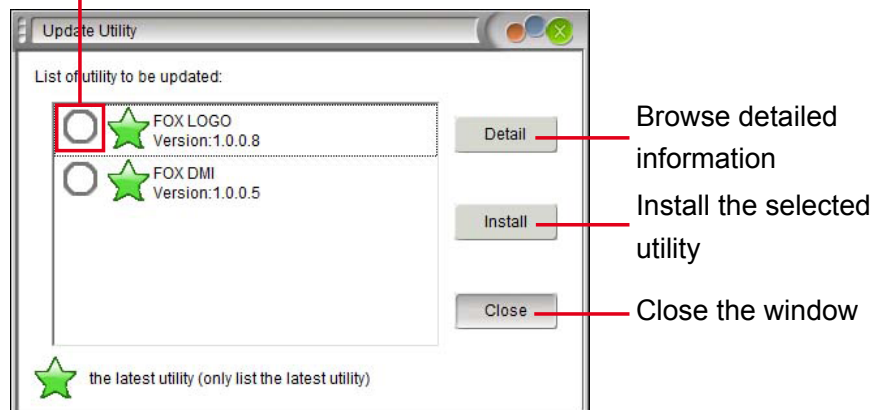 Update Utility
List of utility to be updated:
FOX LOGO
Version:1.0.0.8
FOX DMI
Version:1.0.0.5
Detail
Install
Close
Browse detailed
information
Install the selected
utility
Close the window
the latest utility (only list the latest utility)